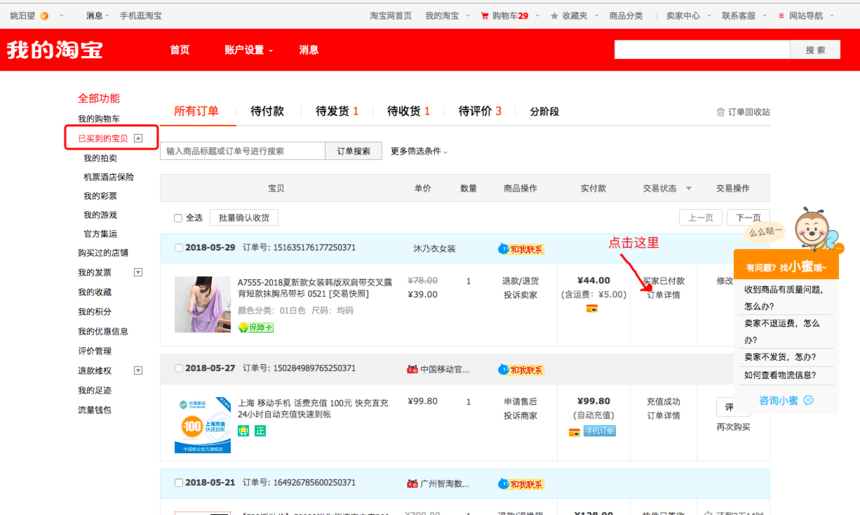 姚汨望
消息
手机逛淘宝
淘宝网首页
我的淘宝
购物车29
收藏夹
商品分类
卖家中心
联系客服
网站导航
我的淘宝
首页
账户设置
消息
搜 索
全部功能
我的购物车
已买到的宝贝
我的拍卖
机票酒店保险
我的彩票
我的游戏
官方集运
购买过的店铺
我的发票
我的收藏
我的积分
我的优惠信息
评价管理
退款维权
我的足迹
流量钱包
所有订单
待付款
待发货 1
待收货 1
待评价 3
分阶段
订单回收站
输入商品标题或订单号进行搜索
订单搜索
更多筛选条件
宝贝
单价
数量
商品操作
实付款
交易状态
交易操作
全选
批量确认收货
上一页
下一页
2018-05-29 订单号: 151635176177250371
沐乃衣女装
和我联系
点击这里
A7555-2018夏新款女装韩版双肩带交叉露
背短款抹胸吊带衫 0521 [交易快照]
颜色分类: 01白色 尺码: 均码
保障卡
¥78.00
¥39.00
1
退款/退货
投诉卖家
¥44.00
(含运费: ¥5.00)
买家已付款
订单详情
修改
么么哒~
有问题? 找小蜜哦~
收到商品有质量问题,
怎么办?
卖家不退运费, 怎么
办?
卖家不发货, 怎办?
如何查看物流信息?
咨询小蜜
2018-05-27 订单号: 150284989765250371
中国移动官...
和我联系
中国移动
100
上海充值
快速到账
中国移动官方旗舰店
上海 移动手机 话费充值 100元 快充直充
24小时自动充值快速到帐
正
¥99.80
1
申请售后
投诉商家
¥99.80
(自动充值)
手机订单
充值成功
订单详情
评
再次购买
2018-05-21 订单号: 164926785600250371
广州智淘数...
和我联系